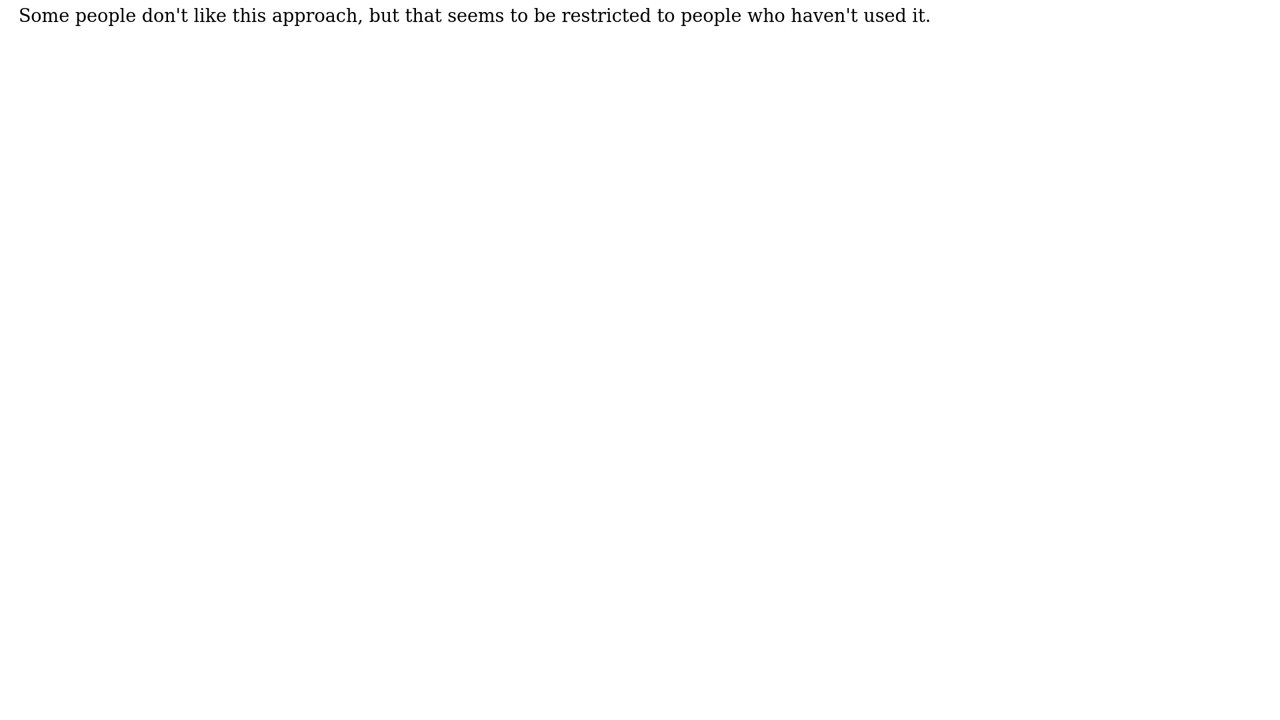 Some people don't like this approach, but that seems to be restricted to people who haven't used it.